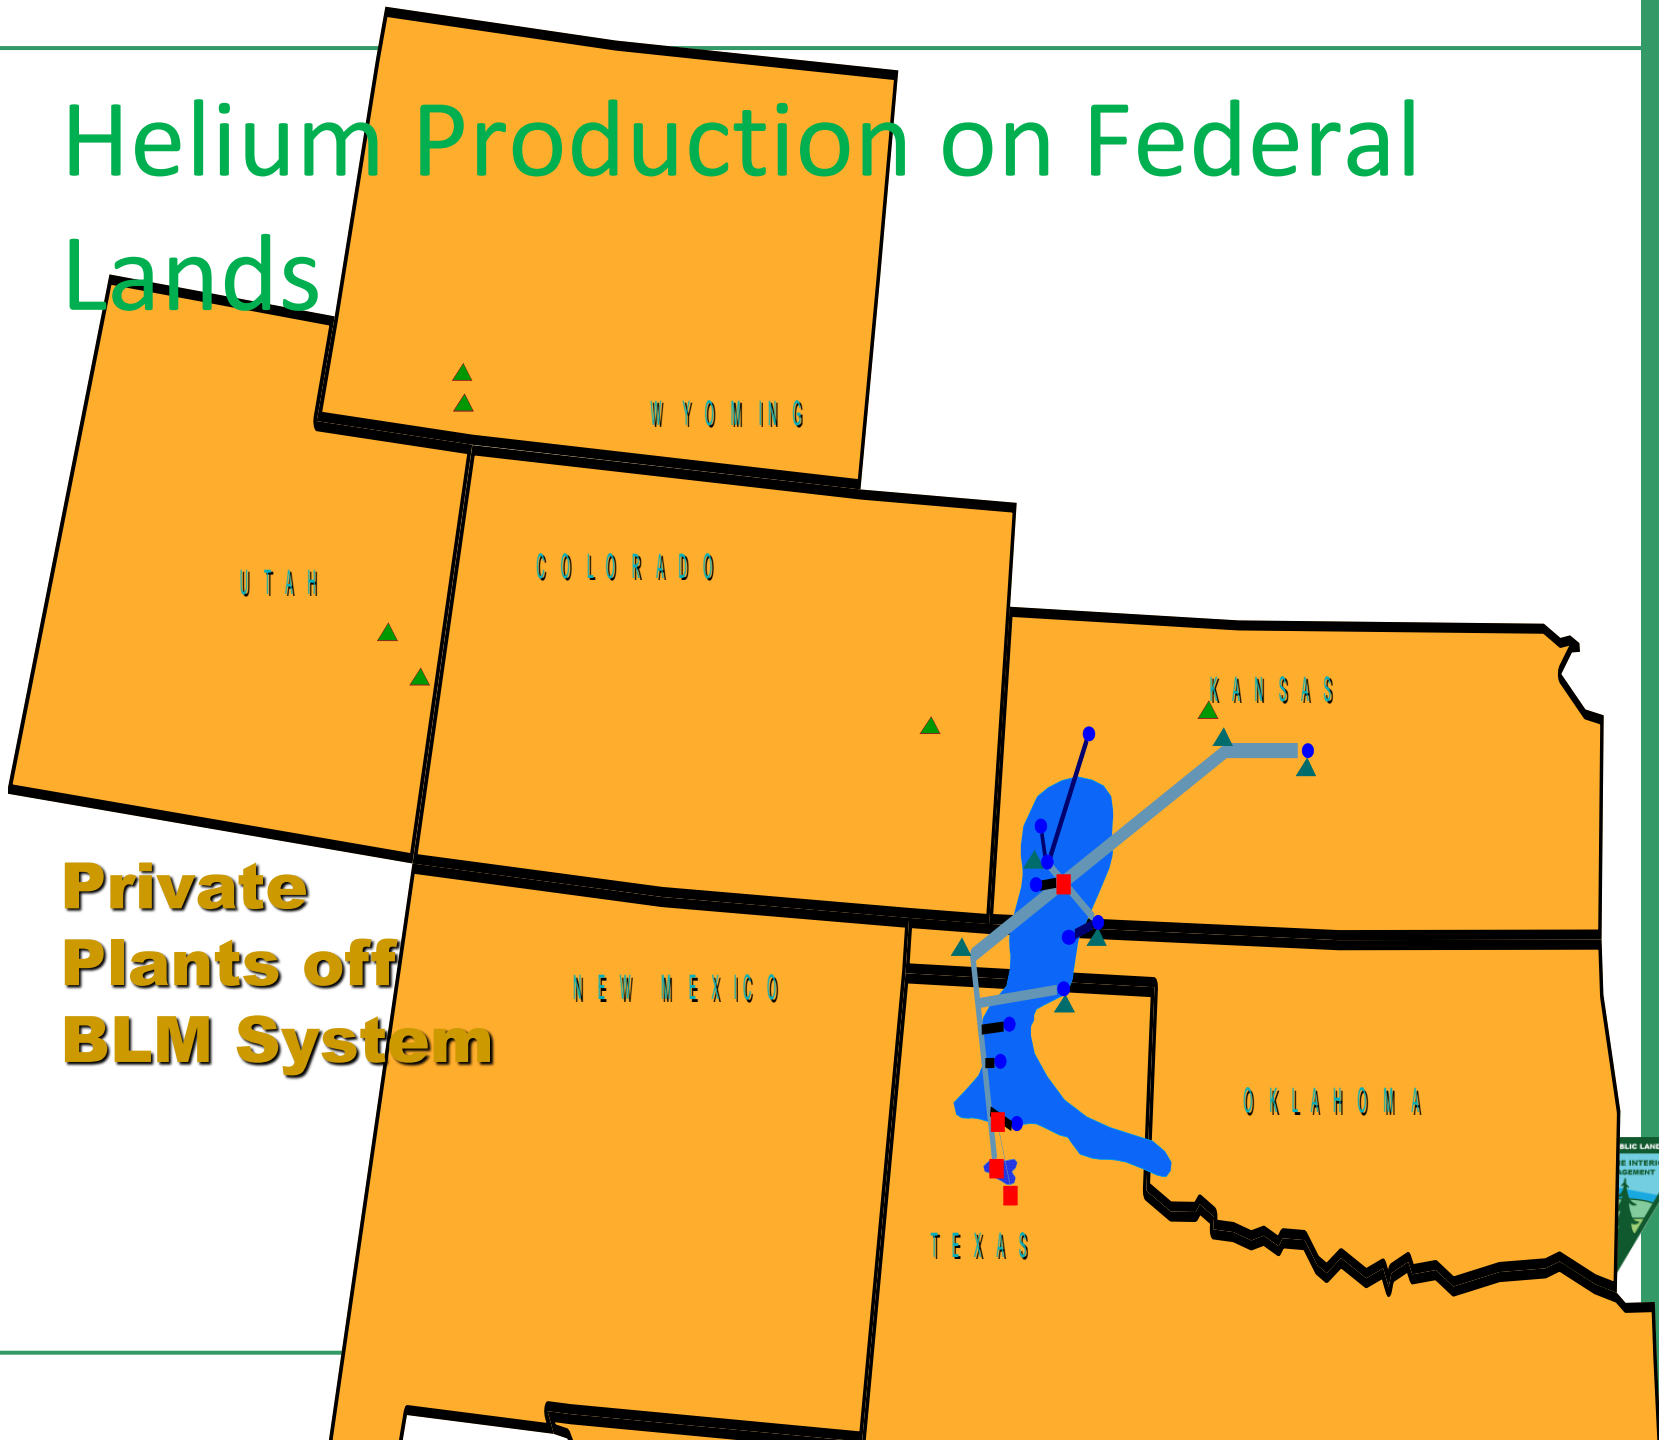 Helium Production on Federal
Lands
WYOMING
UTAH
COLORADO
KANSAS
Private
Plants off
BLM System
NEW MEXICO
OKLAHOMA
TEXAS